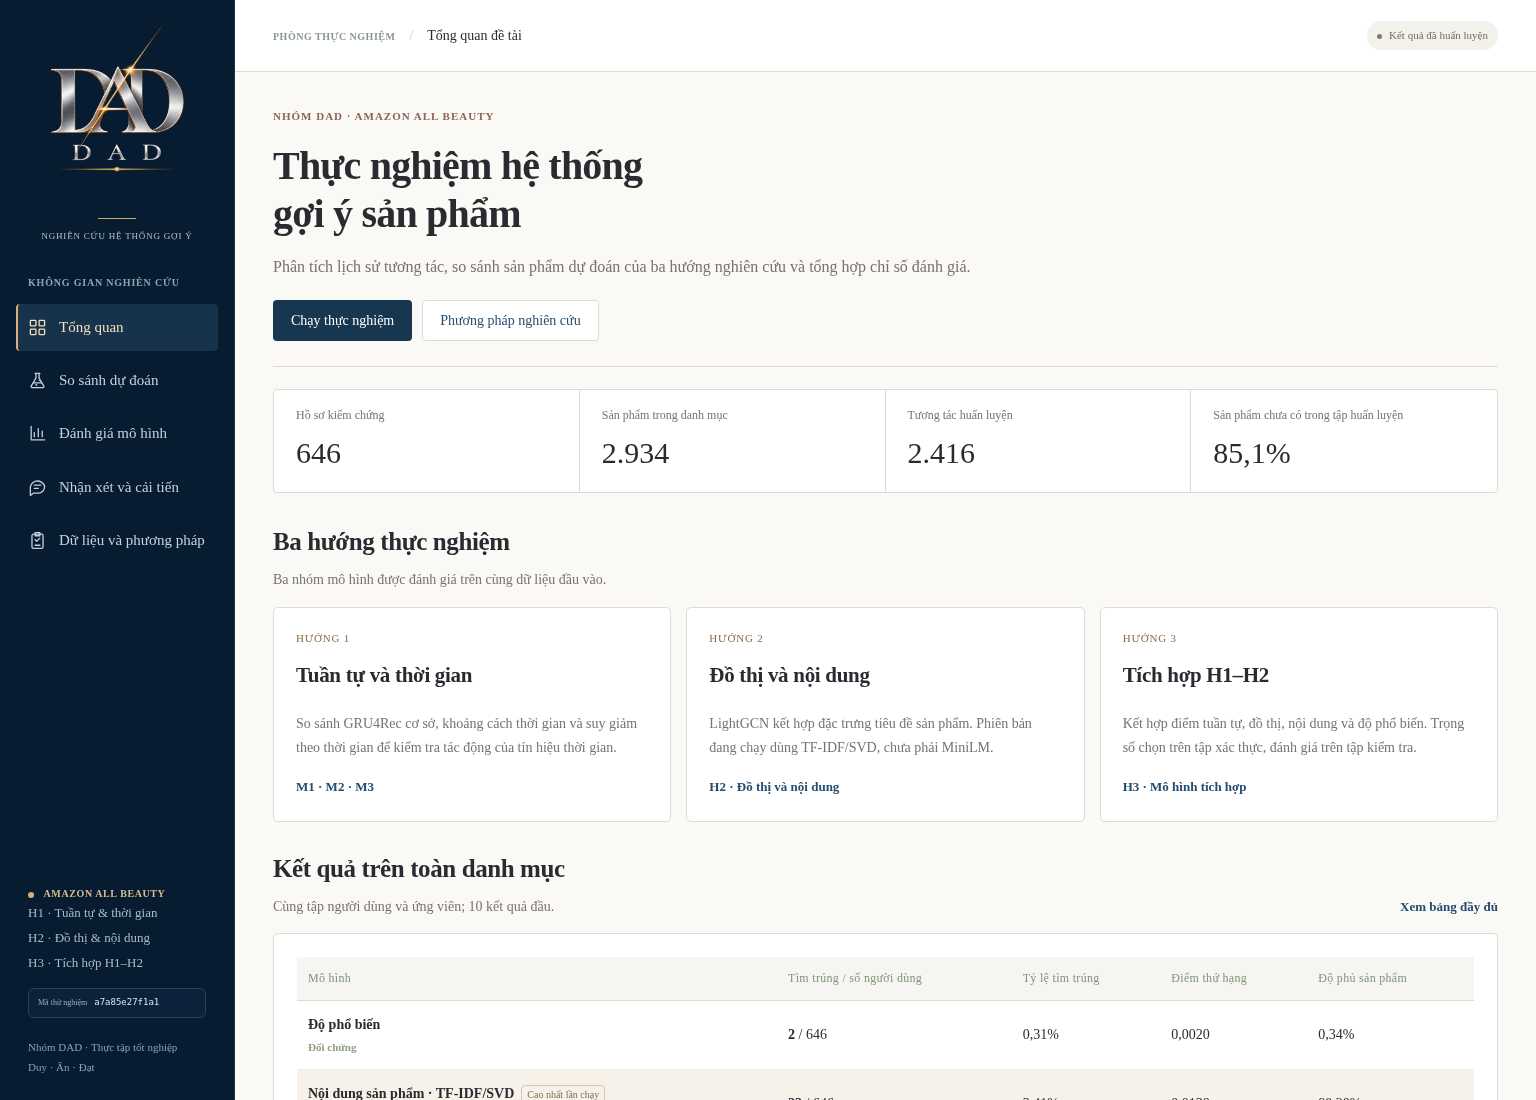 DAD
DAD
NGHIÊN CỨU HỆ THỐNG GỢI Ý
KHÔNG GIAN NGHIÊN CỨU
Tổng quan
So sánh dự đoán
Đánh giá mô hình
Nhận xét và cải tiến
Dữ liệu và phương pháp
AMAZON ALL BEAUTY
H1 · Tuần tự & thời gian
H2 · Đồ thị & nội dung
H3 · Tích hợp H1–H2
Mã thử nghiệm a7a85e27f1a1
Nhóm DAD · Thực tập tốt nghiệp
Duy · Ân · Đạt
PHÒNG THỰC NGHIỆM / Tổng quan đề tài
Kết quả đã huấn luyện
NHÓM DAD · AMAZON ALL BEAUTY
Thực nghiệm hệ thống
gợi ý sản phẩm
Phân tích lịch sử tương tác, so sánh sản phẩm dự đoán của ba hướng nghiên cứu và tổng hợp chỉ số đánh giá.
Chạy thực nghiệm
Phương pháp nghiên cứu
Hồ sơ kiểm chứng
646
Sản phẩm trong danh mục
2.934
Tương tác huấn luyện
2.416
Sản phẩm chưa có trong tập huấn luyện
85,1%
Ba hướng thực nghiệm
Ba nhóm mô hình được đánh giá trên cùng dữ liệu đầu vào.
HƯỚNG 1
Tuần tự và thời gian
So sánh GRU4Rec cơ sở, khoảng cách thời gian và suy giảm
theo thời gian để kiểm tra tác động của tín hiệu thời gian.
M1 · M2 · M3
HƯỚNG 2
Đồ thị và nội dung
LightGCN kết hợp đặc trưng tiêu đề sản phẩm. Phiên bản
đang chạy dùng TF-IDF/SVD, chưa phải MiniLM.
H2 · Đồ thị và nội dung
HƯỚNG 3
Tích hợp H1–H2
Kết hợp điểm tuần tự, đồ thị, nội dung và độ phổ biến. Trọng
số chọn trên tập xác thực, đánh giá trên tập kiểm tra.
H3 · Mô hình tích hợp
Kết quả trên toàn danh mục
Cùng tập người dùng và ứng viên; 10 kết quả đầu.
Xem bảng đầy đủ
Mô hình Tìm trúng / số người dùng Tỷ lệ tìm trúng Điểm thứ hạng Độ phủ sản phẩm
Độ phổ biến
Đối chứng
2 / 646 0,31% 0,0020 0,34%
Nội dung sản phẩm · TF-IDF/SVD Cao nhất lần chạy